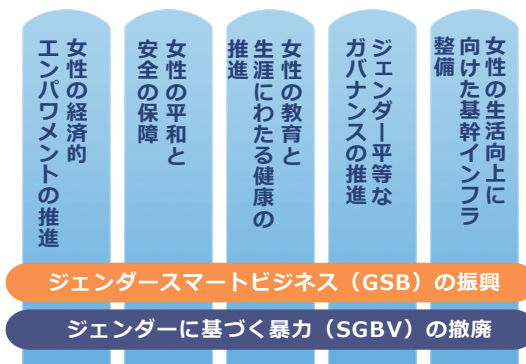 女性の経済的
エンパワメントの推進
女性の平和と
安全の保障
女性の教育と
生涯にわたる健康の
推進
ジェンダー平等な
ガバナンスの推進
女性の生活向上に
向けた基幹インフラ
整備
ジェンダースマートビジネス（GSB）の振興
ジェンダーに基づく暴力（SGBV）の撤廃